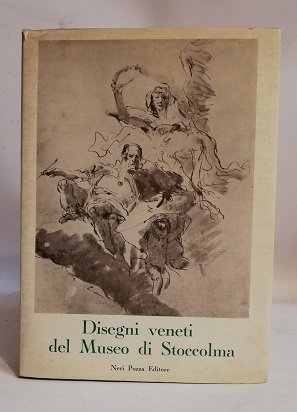 Disegni veneti
del Museo di Stoccolma
Neri Pozza Editore